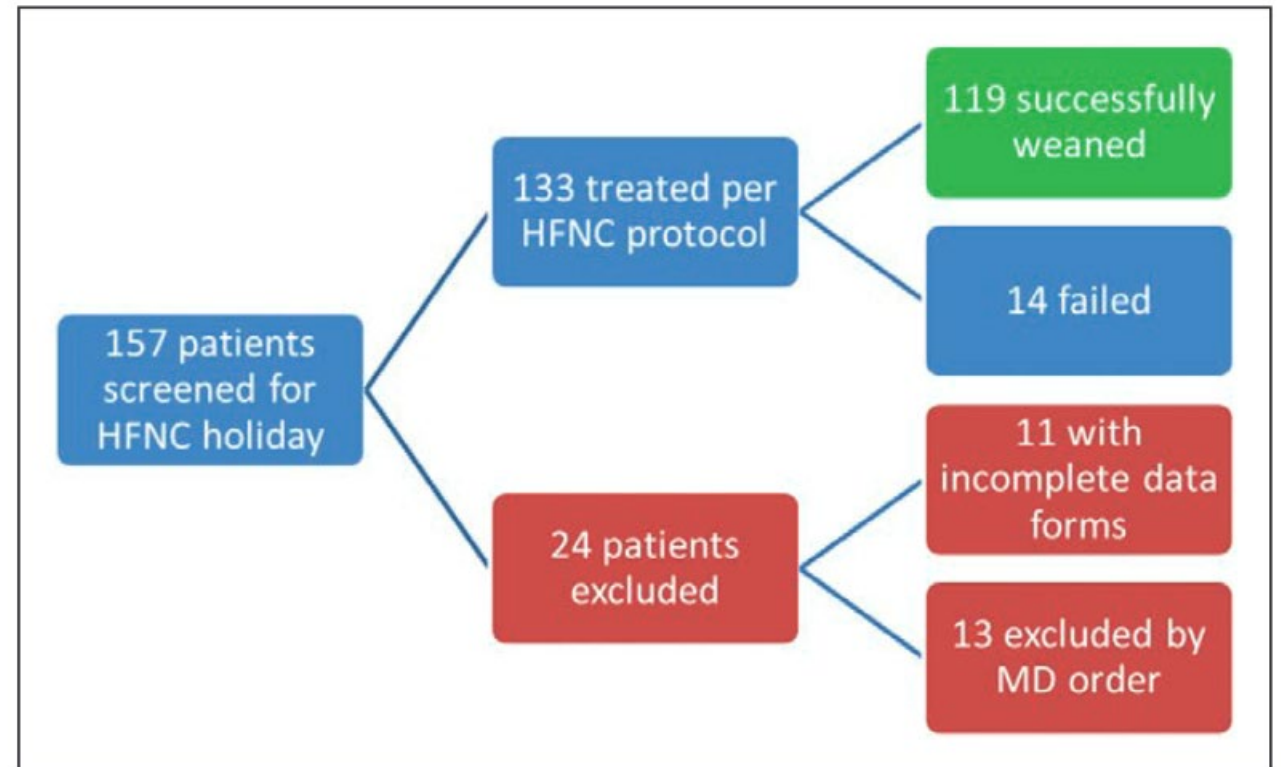 157 patients
screened for
HFNC holiday
133 treated per
HFNC protocol
119 successfully
weaned
14 failed
24 patients
excluded
11 with
incomplete data
forms
13 excluded by
MD order